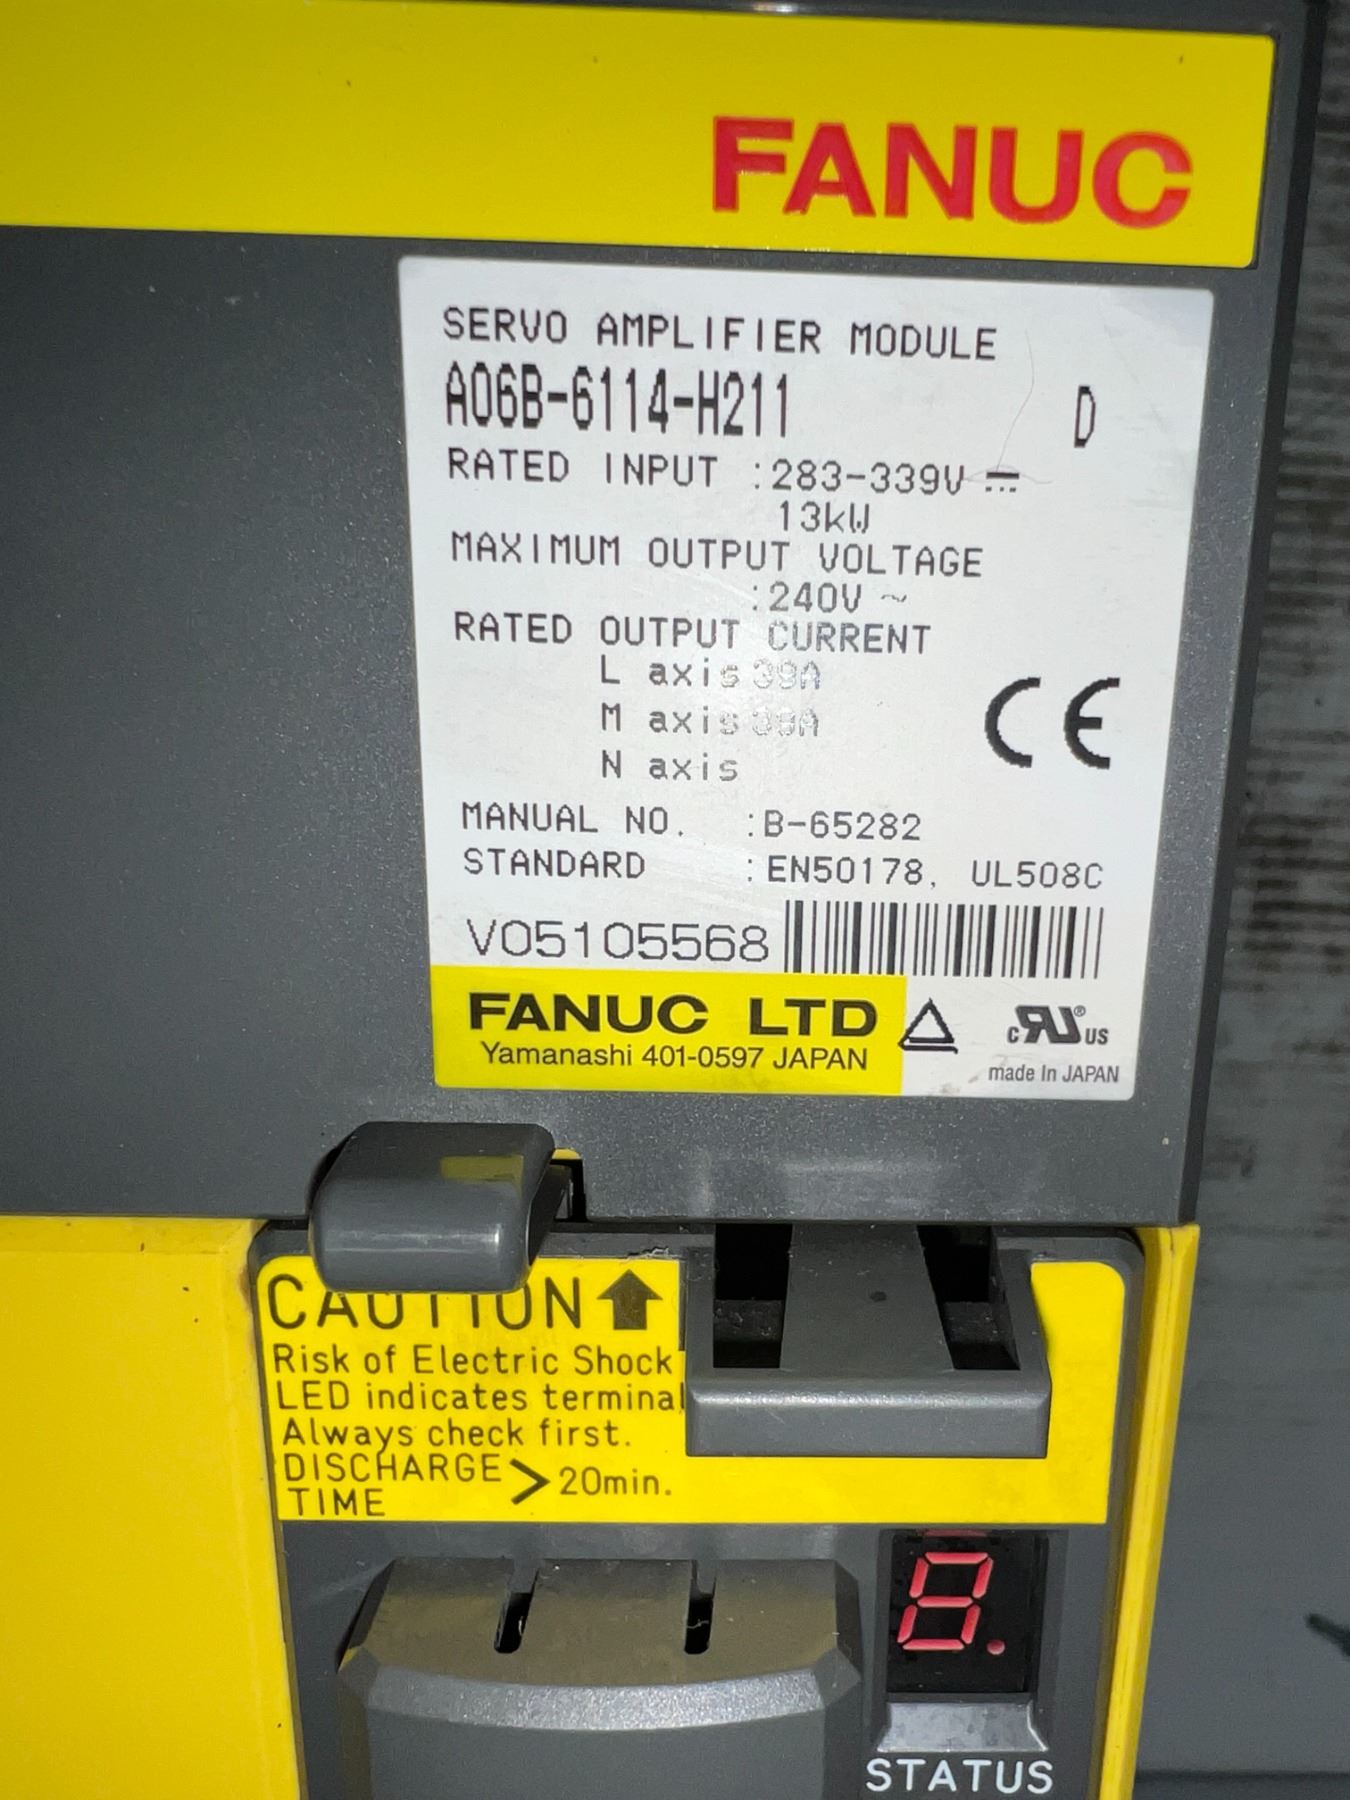 FANUC
SERVO AMPLIFIER MODULE
A06B-6114-H211 D
RATED INPUT :283-339V ⎓
13kW
MAXIMUM OUTPUT VOLTAGE
:240V ~
RATED OUTPUT CURRENT
L axis 39A
M axis 39A
N axis
CE
MANUAL NO. :B-65282
STANDARD :EN50178, UL508C
V05105568
FANUC LTD
Yamanashi 401-0597 JAPAN
c RU ® US
made In JAPAN
CAUTION
Risk of Electric Shock
LED indicates terminal
Always check first.
DISCHARGE TIME > 20min.
8.
STATUS